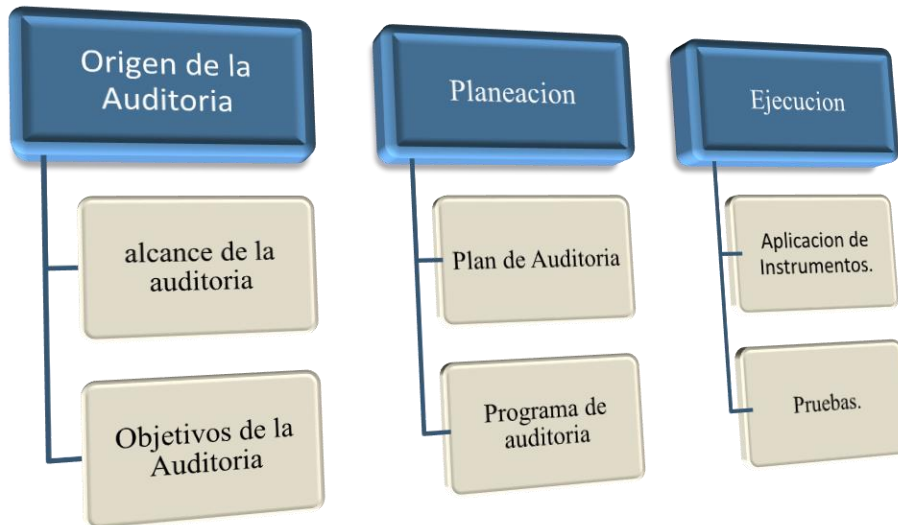 Origen de la
Auditoria
alcance de la
auditoria
Objetivos de la
Auditoria
Planeacion
Plan de Auditoria
Programa de
auditoria
Ejecucion
Aplicacion de
Instrumentos.
Pruebas.